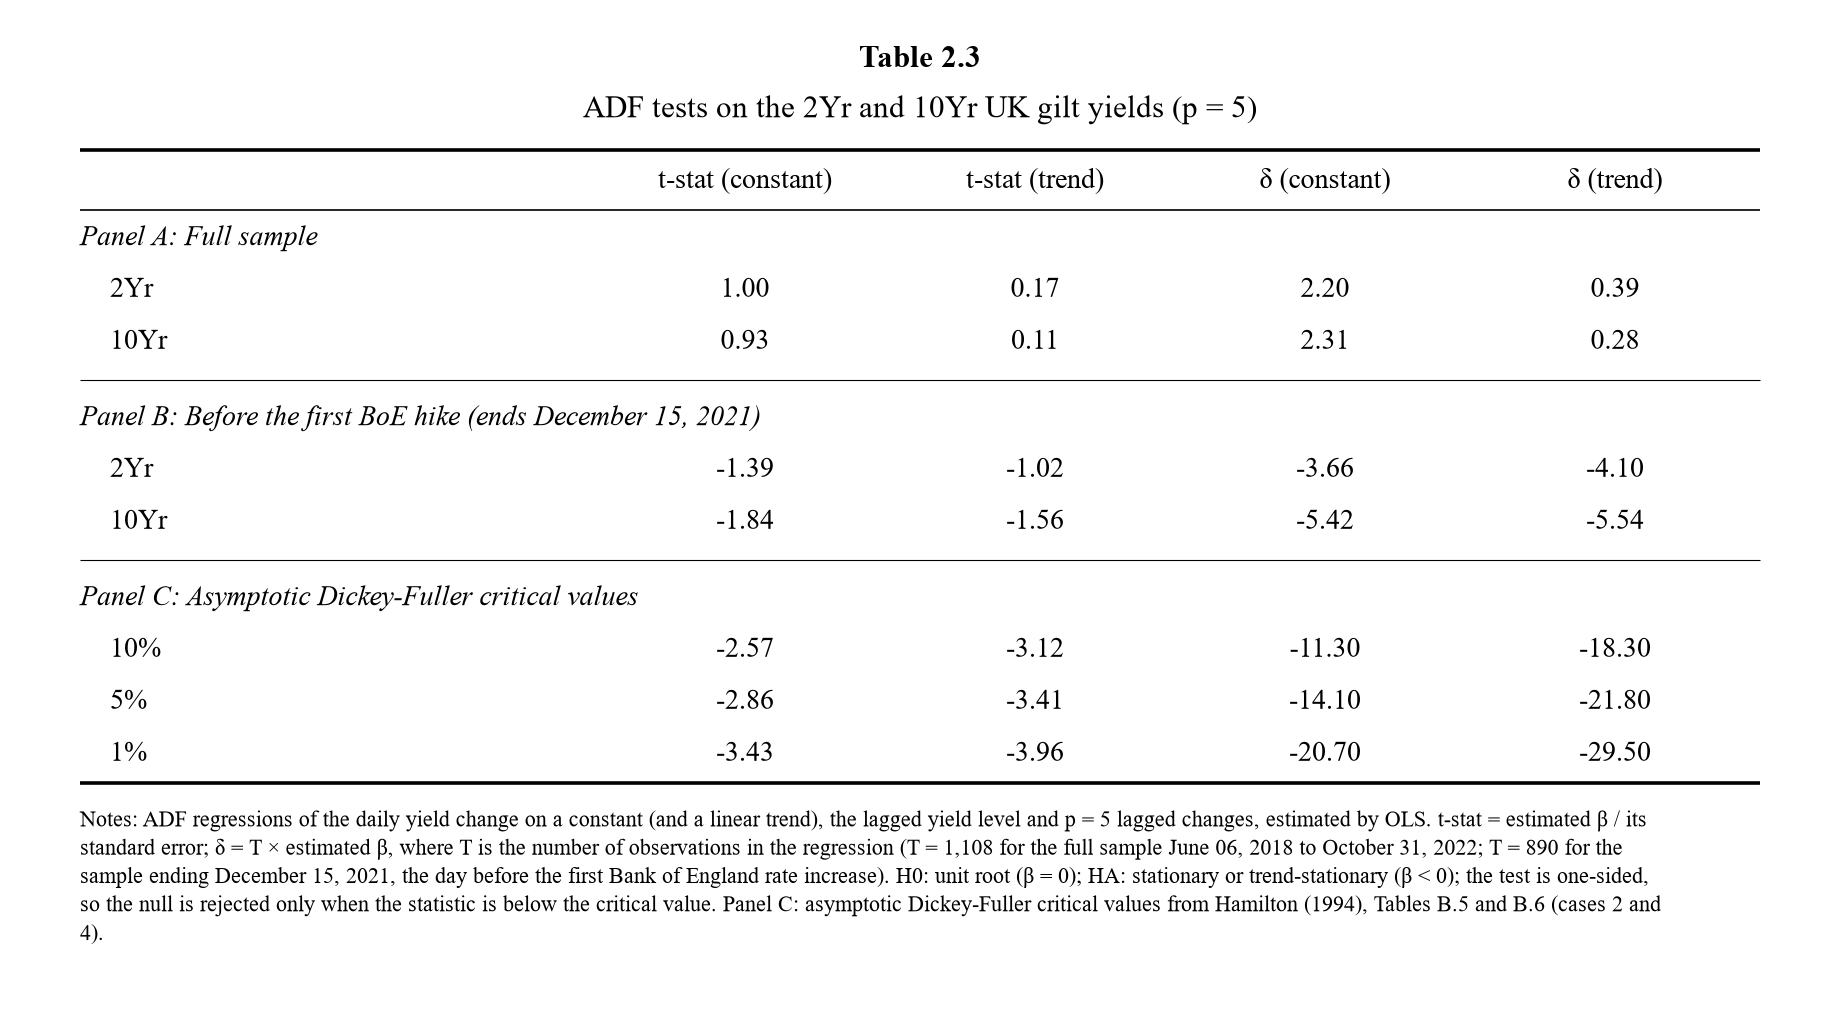 Table 2.3
ADF tests on the 2Yr and 10Yr UK gilt yields (p = 5)
t-stat (constant) t-stat (trend) δ (constant) δ (trend)
Panel A: Full sample
2Yr 1.00 0.17 2.20 0.39
10Yr 0.93 0.11 2.31 0.28
Panel B: Before the first BoE hike (ends December 15, 2021)
2Yr -1.39 -1.02 -3.66 -4.10
10Yr -1.84 -1.56 -5.42 -5.54
Panel C: Asymptotic Dickey-Fuller critical values
10% -2.57 -3.12 -11.30 -18.30
5% -2.86 -3.41 -14.10 -21.80
1% -3.43 -3.96 -20.70 -29.50
Notes: ADF regressions of the daily yield change on a constant (and a linear trend), the lagged yield level and p = 5 lagged changes, estimated by OLS. t-stat = estimated β / its
standard error; δ = T × estimated β, where T is the number of observations in the regression (T = 1,108 for the full sample June 06, 2018 to October 31, 2022; T = 890 for the
sample ending December 15, 2021, the day before the first Bank of England rate increase). H0: unit root (β = 0); HA: stationary or trend-stationary (β < 0); the test is one-sided,
so the null is rejected only when the statistic is below the critical value. Panel C: asymptotic Dickey-Fuller critical values from Hamilton (1994), Tables B.5 and B.6 (cases 2 and
4).